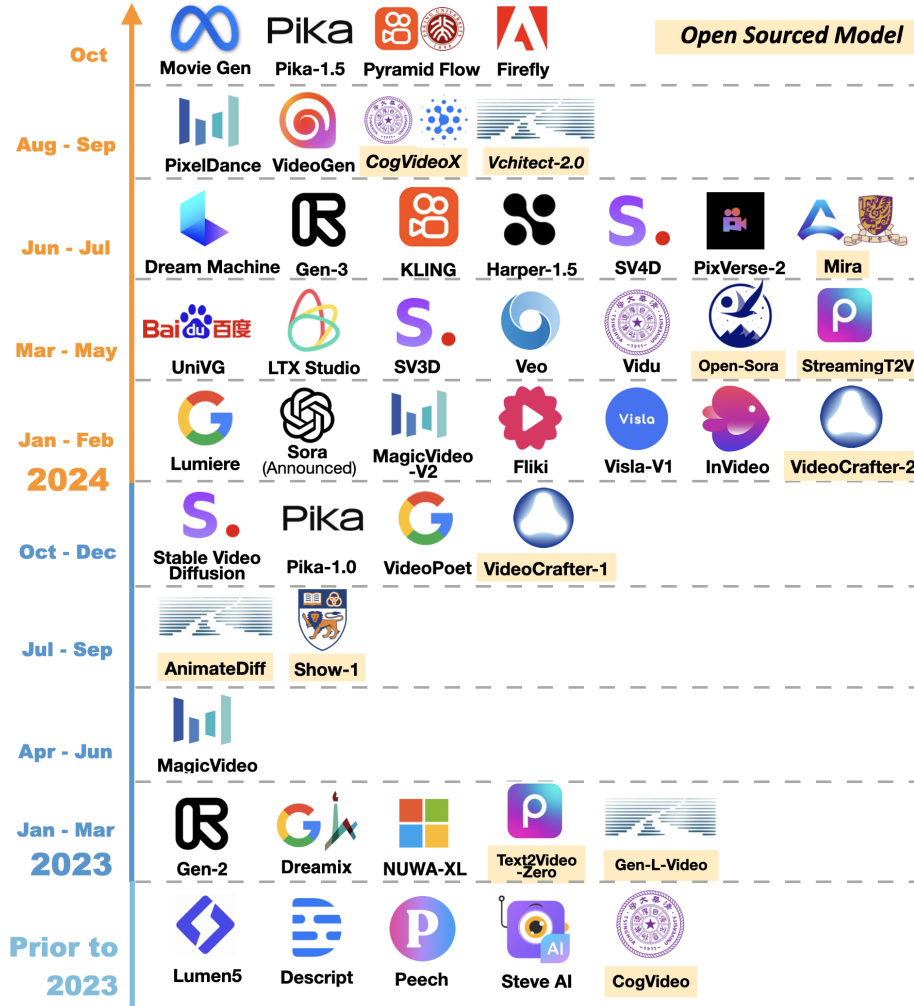 Open Sourced Model
Oct
Pika
Movie Gen
Pika-1.5
Pyramid Flow
Firefly
Aug - Sep
PixelDance
VideoGen
CogVideoX
Vchitect-2.0
Jun - Jul
Dream Machine
Gen-3
KLING
Harper-1.5
S.
SV4D
PixVerse-2
Mira
Mar - May
Bai du 百度
UniVG
LTX Studio
S.
SV3D
Veo
Vidu
Open-Sora
StreamingT2V
Jan - Feb
2024
Lumiere
Sora
(Announced)
MagicVideo
-V2
Fliki
Visla
Visla-V1
InVideo
VideoCrafter-2
Oct - Dec
S.
Stable Video
Diffusion
Pika
Pika-1.0
VideoPoet
VideoCrafter-1
Jul - Sep
AnimateDiff
Show-1
Apr - Jun
MagicVideo
Jan - Mar
2023
Gen-2
Dreamix
NUWA-XL
Text2Video
-Zero
Gen-L-Video
Prior to
2023
Lumen5
Descript
P
Peech
AI
Steve AI
CogVideo